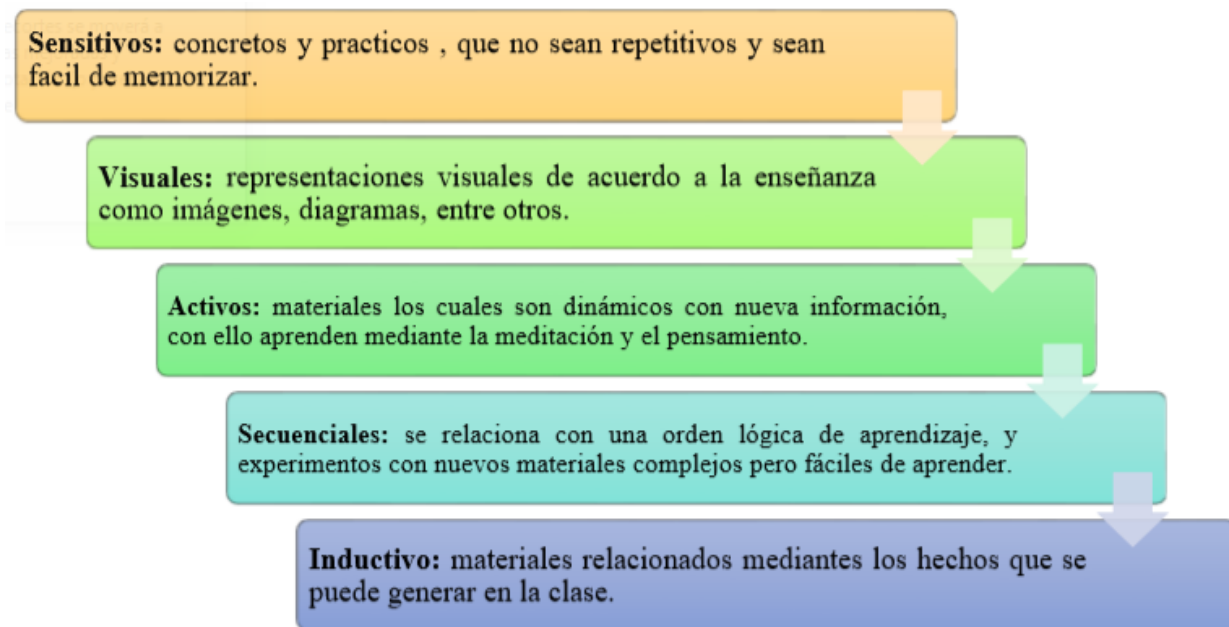 Sensitivos: concretos y practicos , que no sean repetitivos y sean
facil de memorizar.
Visuales: representaciones visuales de acuerdo a la enseñanza
como imágenes, diagramas, entre otros.
Activos: materiales los cuales son dinámicos con nueva información,
con ello aprenden mediante la meditación y el pensamiento.
Secuenciales: se relaciona con una orden lógica de aprendizaje, y
experimentos con nuevos materiales complejos pero fáciles de aprender.
Inductivo: materiales relacionados mediantes los hechos que se
puede generar en la clase.